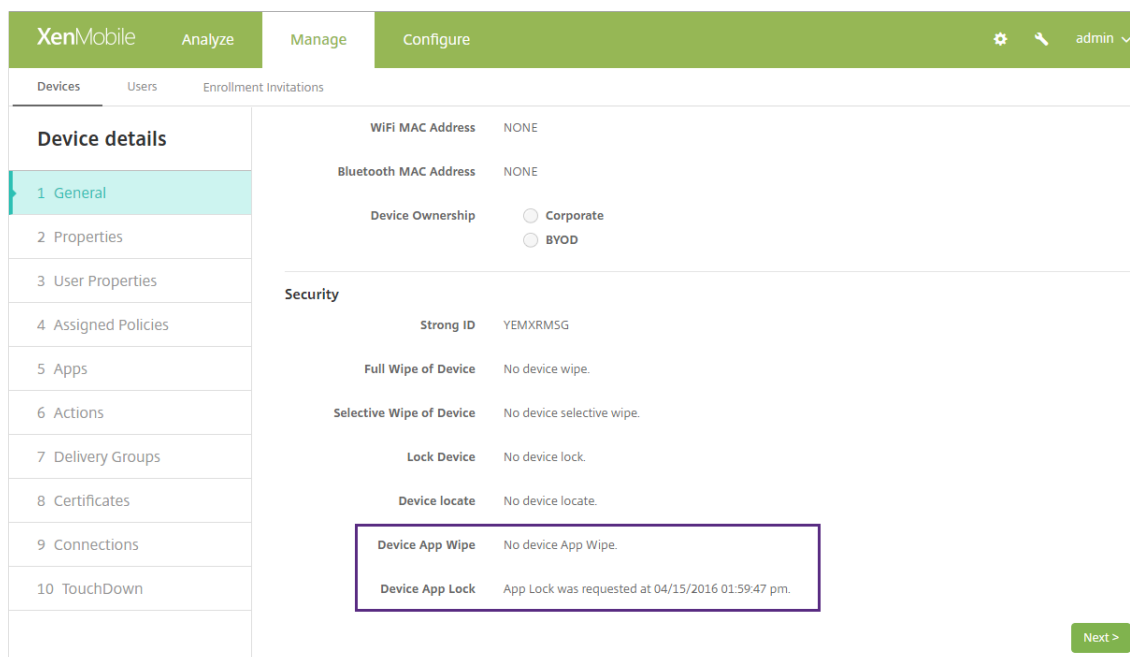 XenMobile Analyze Manage Configure admin
Devices Users Enrollment Invitations
Device details
1 General
2 Properties
3 User Properties
4 Assigned Policies
5 Apps
6 Actions
7 Delivery Groups
8 Certificates
9 Connections
10 TouchDown
WiFi MAC Address NONE
Bluetooth MAC Address NONE
Device Ownership Corporate
BYOD
Security
Strong ID YEMXRMSG
Full Wipe of Device No device wipe.
Selective Wipe of Device No device selective wipe.
Lock Device No device lock.
Device locate No device locate.
Device App Wipe No device App Wipe.
Device App Lock App Lock was requested at 04/15/2016 01:59:47 pm.
Next >